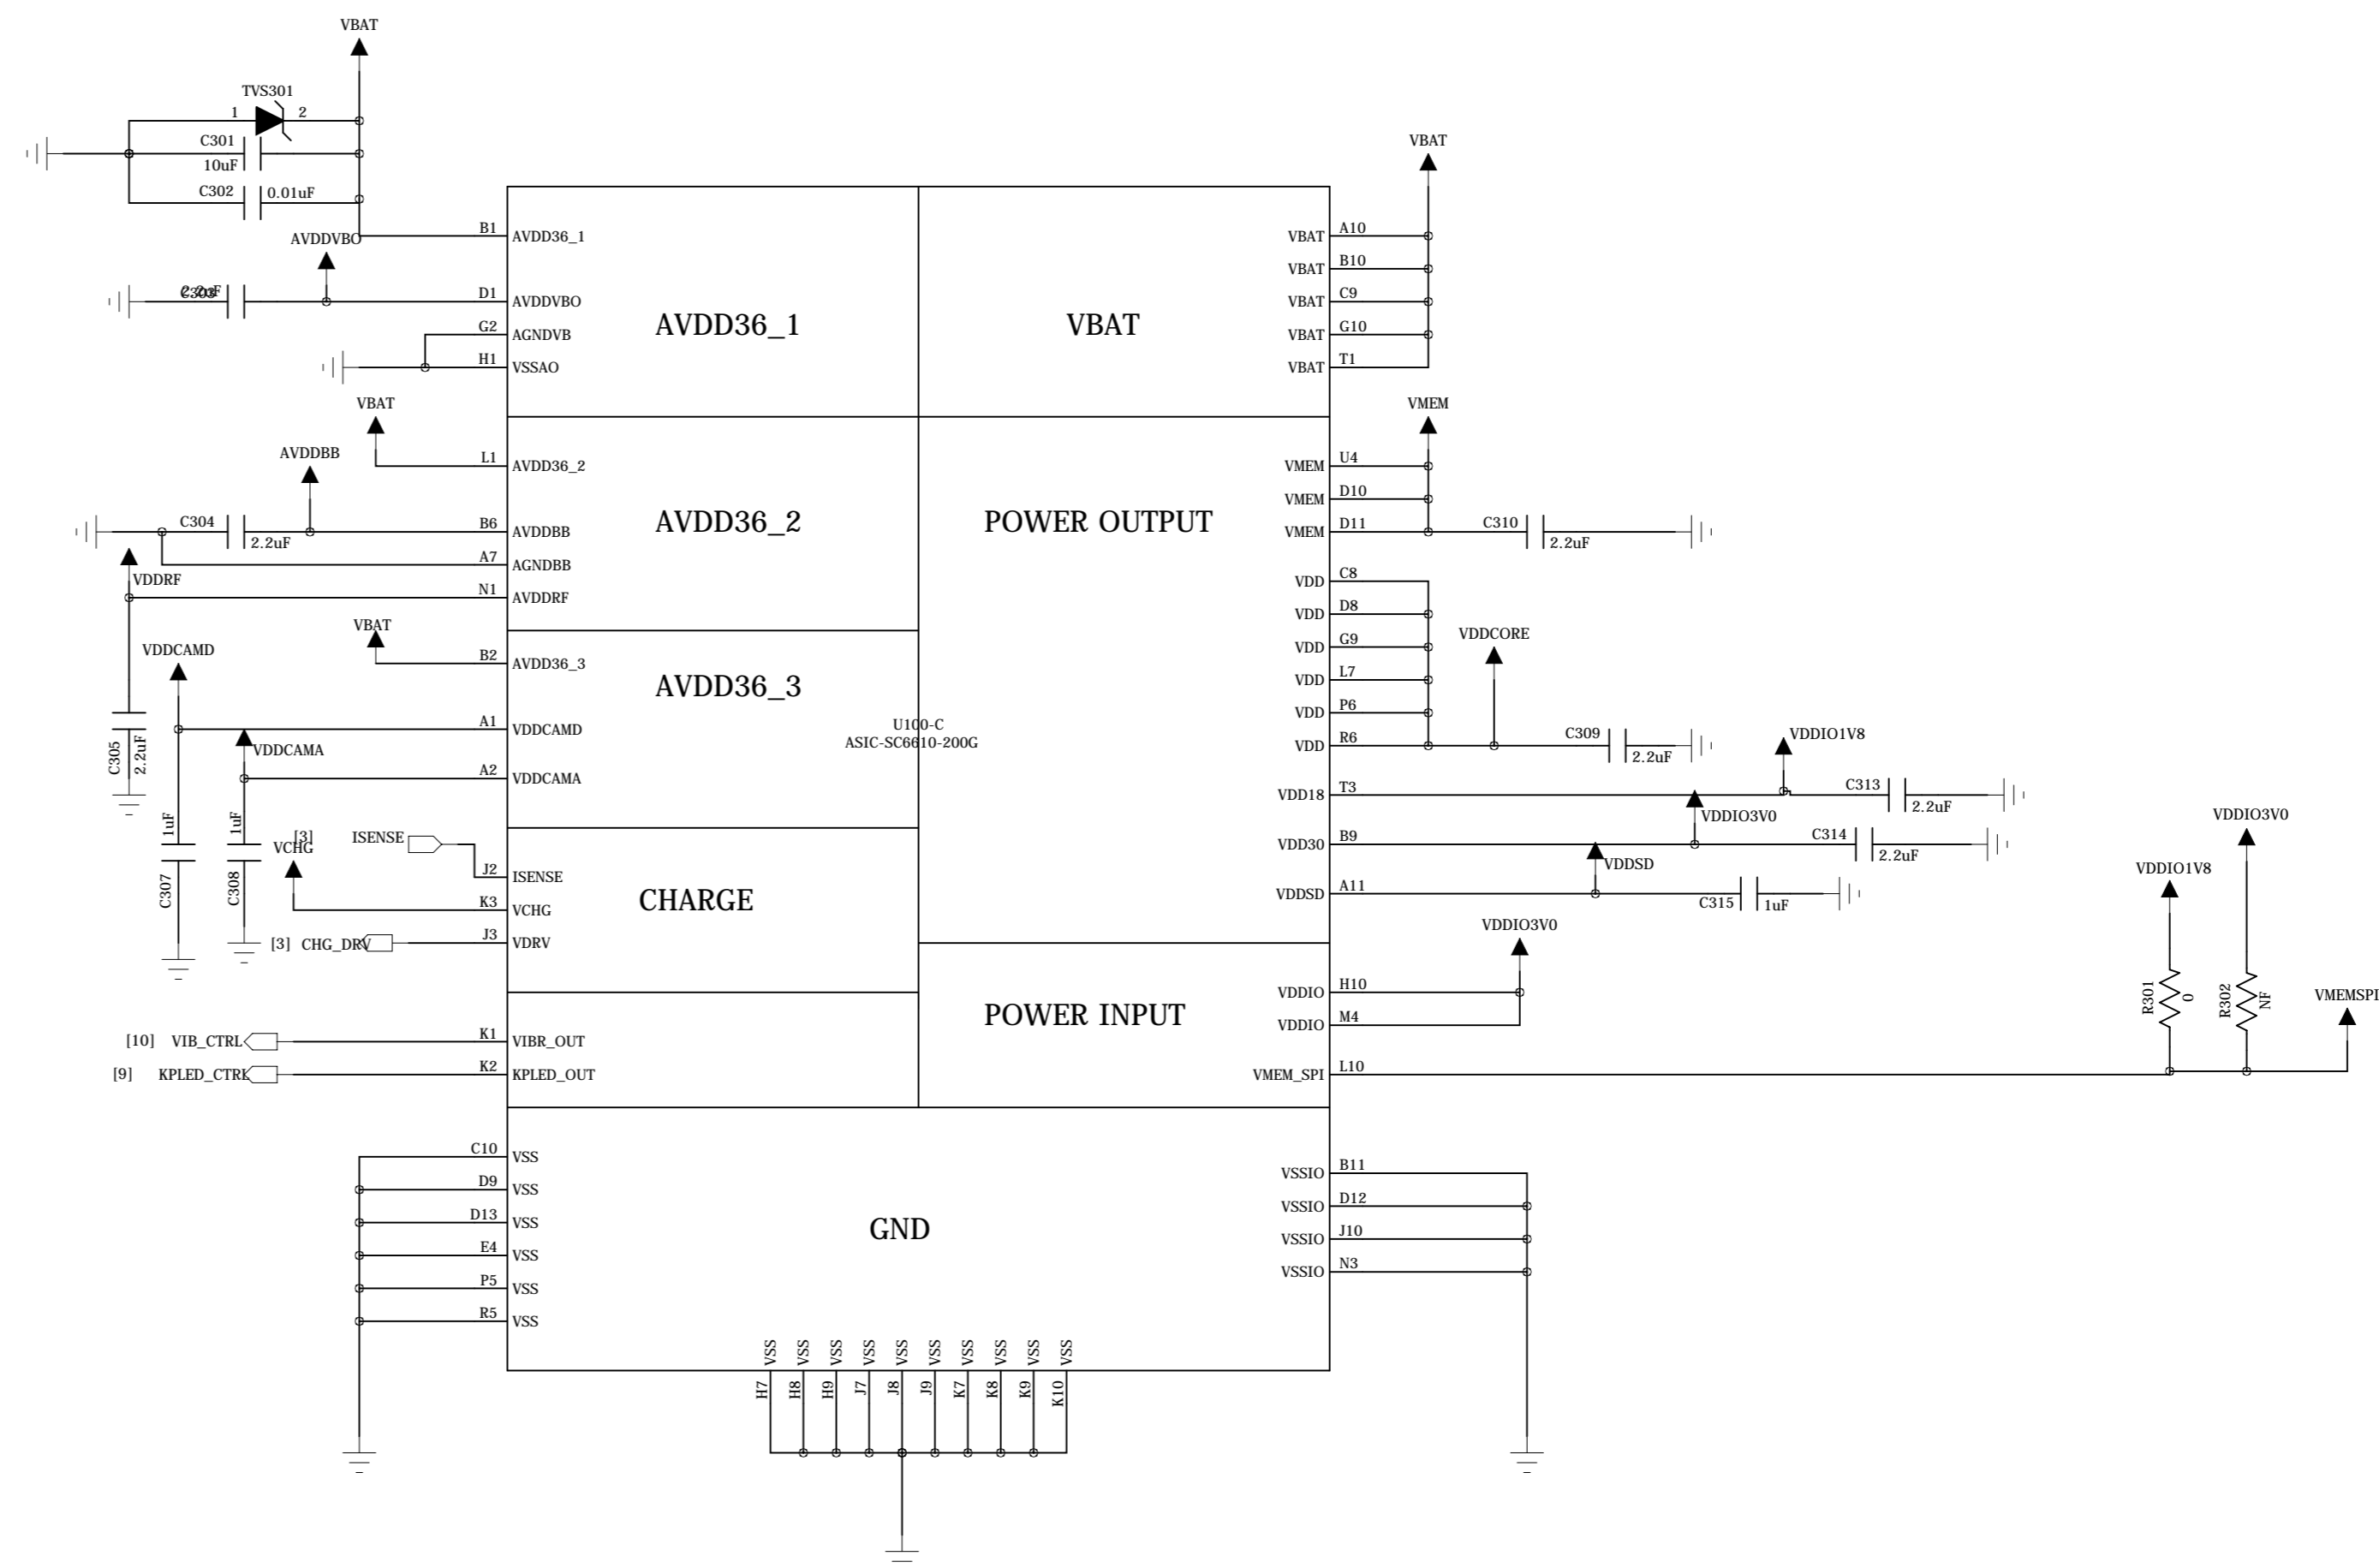 VBAT
TVS301
1 2
C301
10uF
C302 0.01uF
AVDDVBO
B1 AVDD36_1
C303 2.2uF
D1 AVDDVBO
G2 AGNDVB
H1 VSSAO
AVDD36_1
VBAT
VBAT
VBAT A10
VBAT B10
VBAT C9
VBAT G10
VBAT T1
VBAT
L1 AVDD36_2
AVDDBB
C304
2.2uF
B6 AVDDBB
A7 AGNDBB
VDDRF
N1 AVDDRF
AVDD36_2
POWER OUTPUT
VMEM
VMEM U4
VMEM D10
VMEM D11
C310
2.2uF
VDD C8
VDD D8
VDD G9
VDD L7
VDD P6
VDD R6
VDDCORE
C309
2.2uF
VBAT
B2 AVDD36_3
AVDD36_3
VDDCAMD
A1 VDDCAMD
VDDCAMA
A2 VDDCAMA
C305
2.2uF
1uF
C307
1uF
C308
U100-C
ASIC-SC6610-200G
VDDIO1V8
VDD18 T3
C313
2.2uF
VDDIO3V0
VDD30 B9
C314
2.2uF
VDDSD
VDDSD A11
C315
1uF
[3] ISENSE
VCHG
J2 ISENSE
K3 VCHG
[3] CHG_DRV
J3 VDRV
CHARGE
VDDIO3V0
VDDIO H10
VDDIO M4
VMEM_SPI L10
POWER INPUT
VDDIO1V8
VDDIO3V0
R301
0
R302
NF
VMEMSPI
[10] VIB_CTRL
K1 VIBR_OUT
[9] KPLED_CTRL
K2 KPLED_OUT
C10 VSS
D9 VSS
D13 VSS
E4 VSS
P5 VSS
R5 VSS
GND
VSSIO B11
VSSIO D12
VSSIO J10
VSSIO N3
VSS VSS VSS VSS VSS VSS VSS VSS VSS VSS
H7 H8 H9 J7 J8 J9 K7 K8 K9 K10